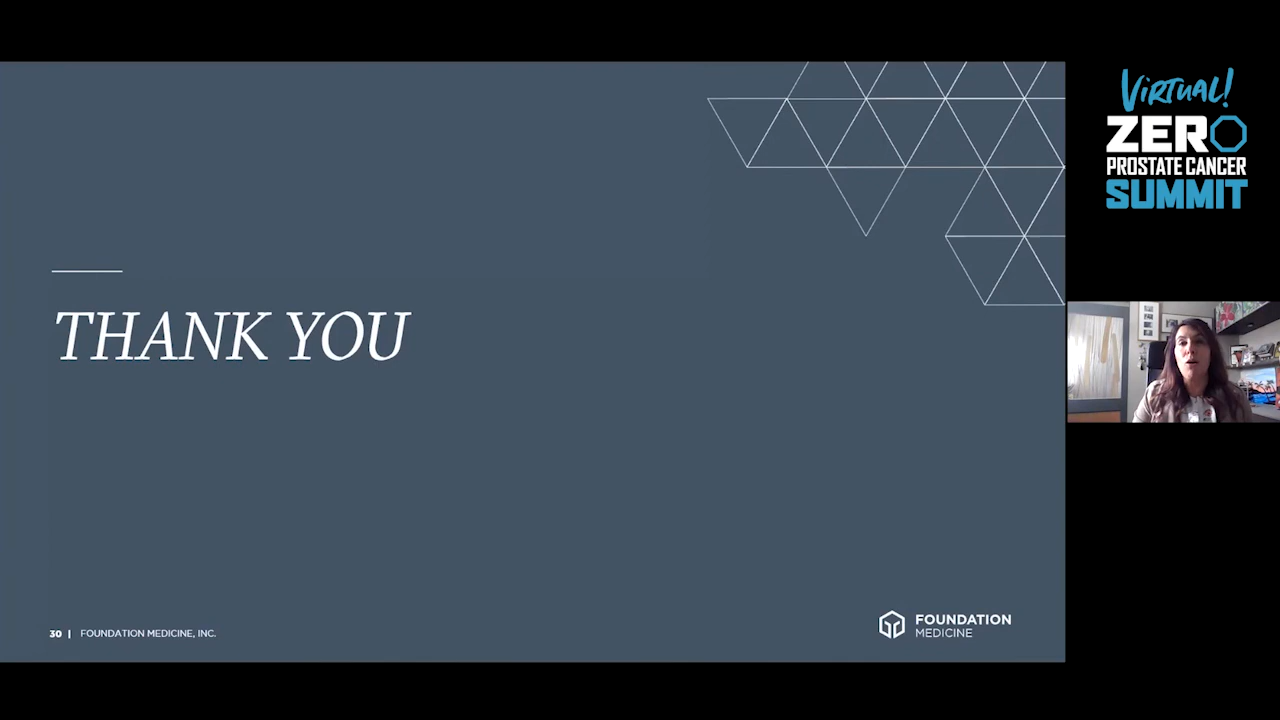 THANK YOU
30 | FOUNDATION MEDICINE, INC.
FOUNDATION
MEDICINE
VIRTUAL!
ZERO
PROSTATE CANCER
SUMMIT